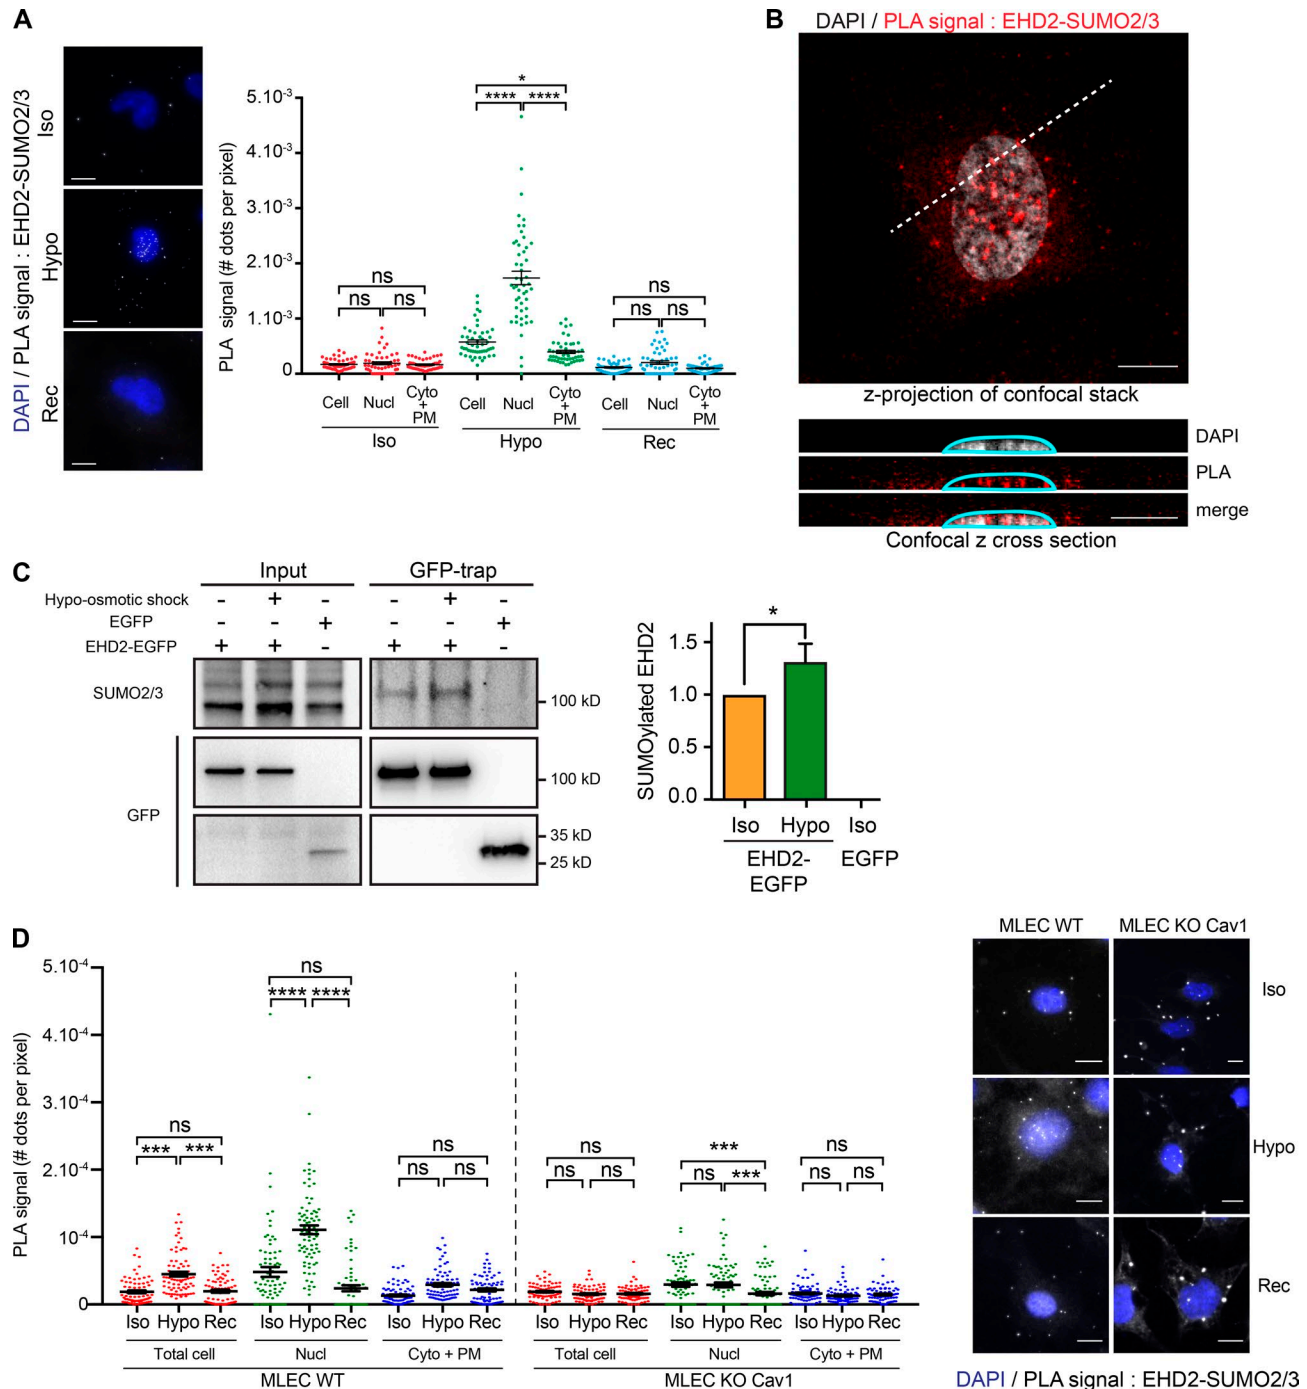 A
DAPI / PLA signal : EHD2-SUMO2/3
Iso
Hypo
Rec
PLA signal (# dots per pixel)
5.10⁻³
4.10⁻³
3.10⁻³
2.10⁻³
1.10⁻³
0
*
**** ****
ns
ns ns
ns
ns ns
Cell Nucl Cyto + PM Cell Nucl Cyto + PM Cell Nucl Cyto + PM
Iso Hypo Rec
B
DAPI / PLA signal : EHD2-SUMO2/3
z-projection of confocal stack
DAPI
PLA
merge
Confocal z cross section
C
Input GFP-trap
Hypo-osmotic shock - + - - + -
EGFP - - + - - +
EHD2-EGFP + + - + + -
SUMO2/3
100 kD
GFP
100 kD
35 kD
25 kD
SUMOylated EHD2
1.5
1.0
0.5
0.0
*
Iso Hypo Iso
EHD2-EGFP EGFP
D
PLA signal (# dots per pixel)
5.10⁻⁴
4.10⁻⁴
3.10⁻⁴
2.10⁻⁴
10⁻⁴
0
ns
*** ***
ns
**** ****
ns
ns ns
ns
ns ns
***
ns ***
ns
ns ns
Iso Hypo Rec Iso Hypo Rec Iso Hypo Rec Iso Hypo Rec Iso Hypo Rec Iso Hypo Rec
Total cell Nucl Cyto + PM Total cell Nucl Cyto + PM
MLEC WT MLEC KO Cav1
MLEC WT MLEC KO Cav1
Iso
Hypo
Rec
DAPI / PLA signal : EHD2-SUMO2/3